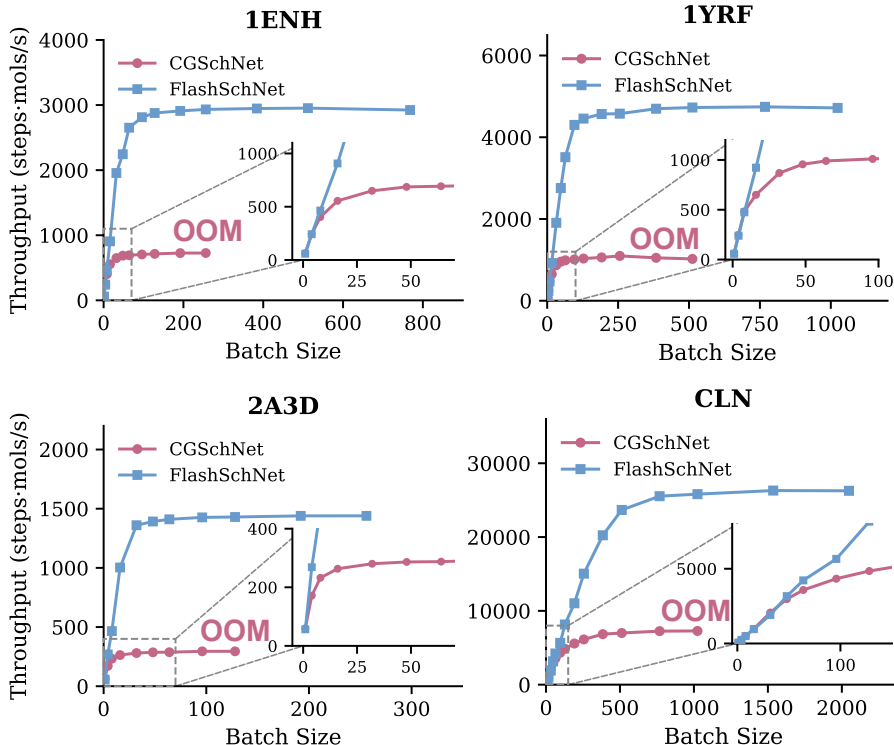 1ENH
Throughput (steps·mols/s)
4000
3000
2000
1000
0
CGSchNet
FlashSchNet
OOM
1000
500
0
0 25 50
0 200 400 600 800
Batch Size
1YRF
6000
4000
2000
0
CGSchNet
FlashSchNet
OOM
1000
500
0
0 50 100
0 250 500 750 1000
Batch Size
2A3D
Throughput (steps·mols/s)
2000
1500
1000
500
0
CGSchNet
FlashSchNet
OOM
400
200
0
0 25 50
0 100 200 300
Batch Size
CLN
30000
20000
10000
0
CGSchNet
FlashSchNet
OOM
5000
0
0 100
0 500 1000 1500 2000
Batch Size